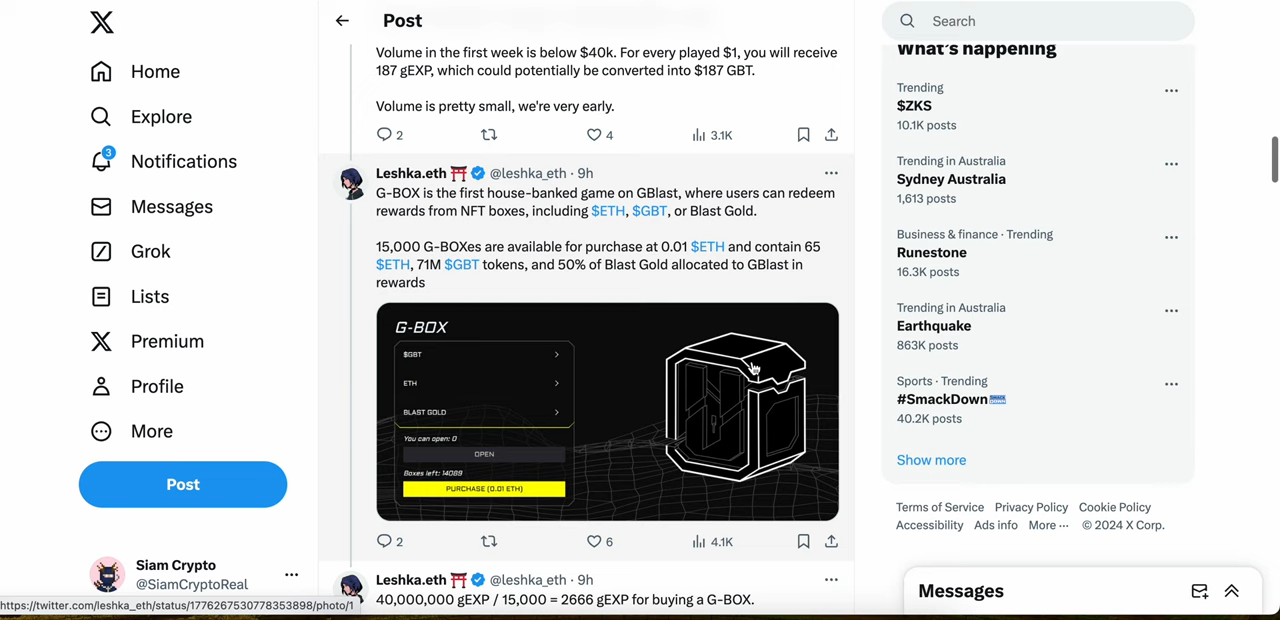 Home
Explore
3
Notifications
Messages
Grok
Lists
Premium
Profile
More
Post
Siam Crypto
@SiamCryptoReal
https://twitter.com/leshka_eth/status/1776267530778353898/photo/1
Post
Volume in the first week is below $40k. For every played $1, you will receive
187 gEXP, which could potentially be converted into $187 GBT.
Volume is pretty small, we're very early.
2
4
3.1K
Leshka.eth @leshka_eth · 9h
G-BOX is the first house-banked game on GBlast, where users can redeem
rewards from NFT boxes, including $ETH, $GBT, or Blast Gold.
15,000 G-BOXes are available for purchase at 0.01 $ETH and contain 65
$ETH, 71M $GBT tokens, and 50% of Blast Gold allocated to GBlast in
rewards
G-BOX
$GBT
ETH
BLAST GOLD
You can open: 0
OPEN
Boxes left: 14089
PURCHASE (0.01 ETH)
2
6
4.1K
Leshka.eth @leshka_eth · 9h
40,000,000 gEXP / 15,000 = 2666 gEXP for buying a G-BOX.
Search
What's happening
Trending
$ZKS
10.1K posts
Trending in Australia
Sydney Australia
1,613 posts
Business & finance · Trending
Runestone
16.3K posts
Trending in Australia
Earthquake
863K posts
Sports · Trending
#SmackDown
40.2K posts
Show more
Terms of Service Privacy Policy Cookie Policy
Accessibility Ads info More ··· © 2024 X Corp.
Messages